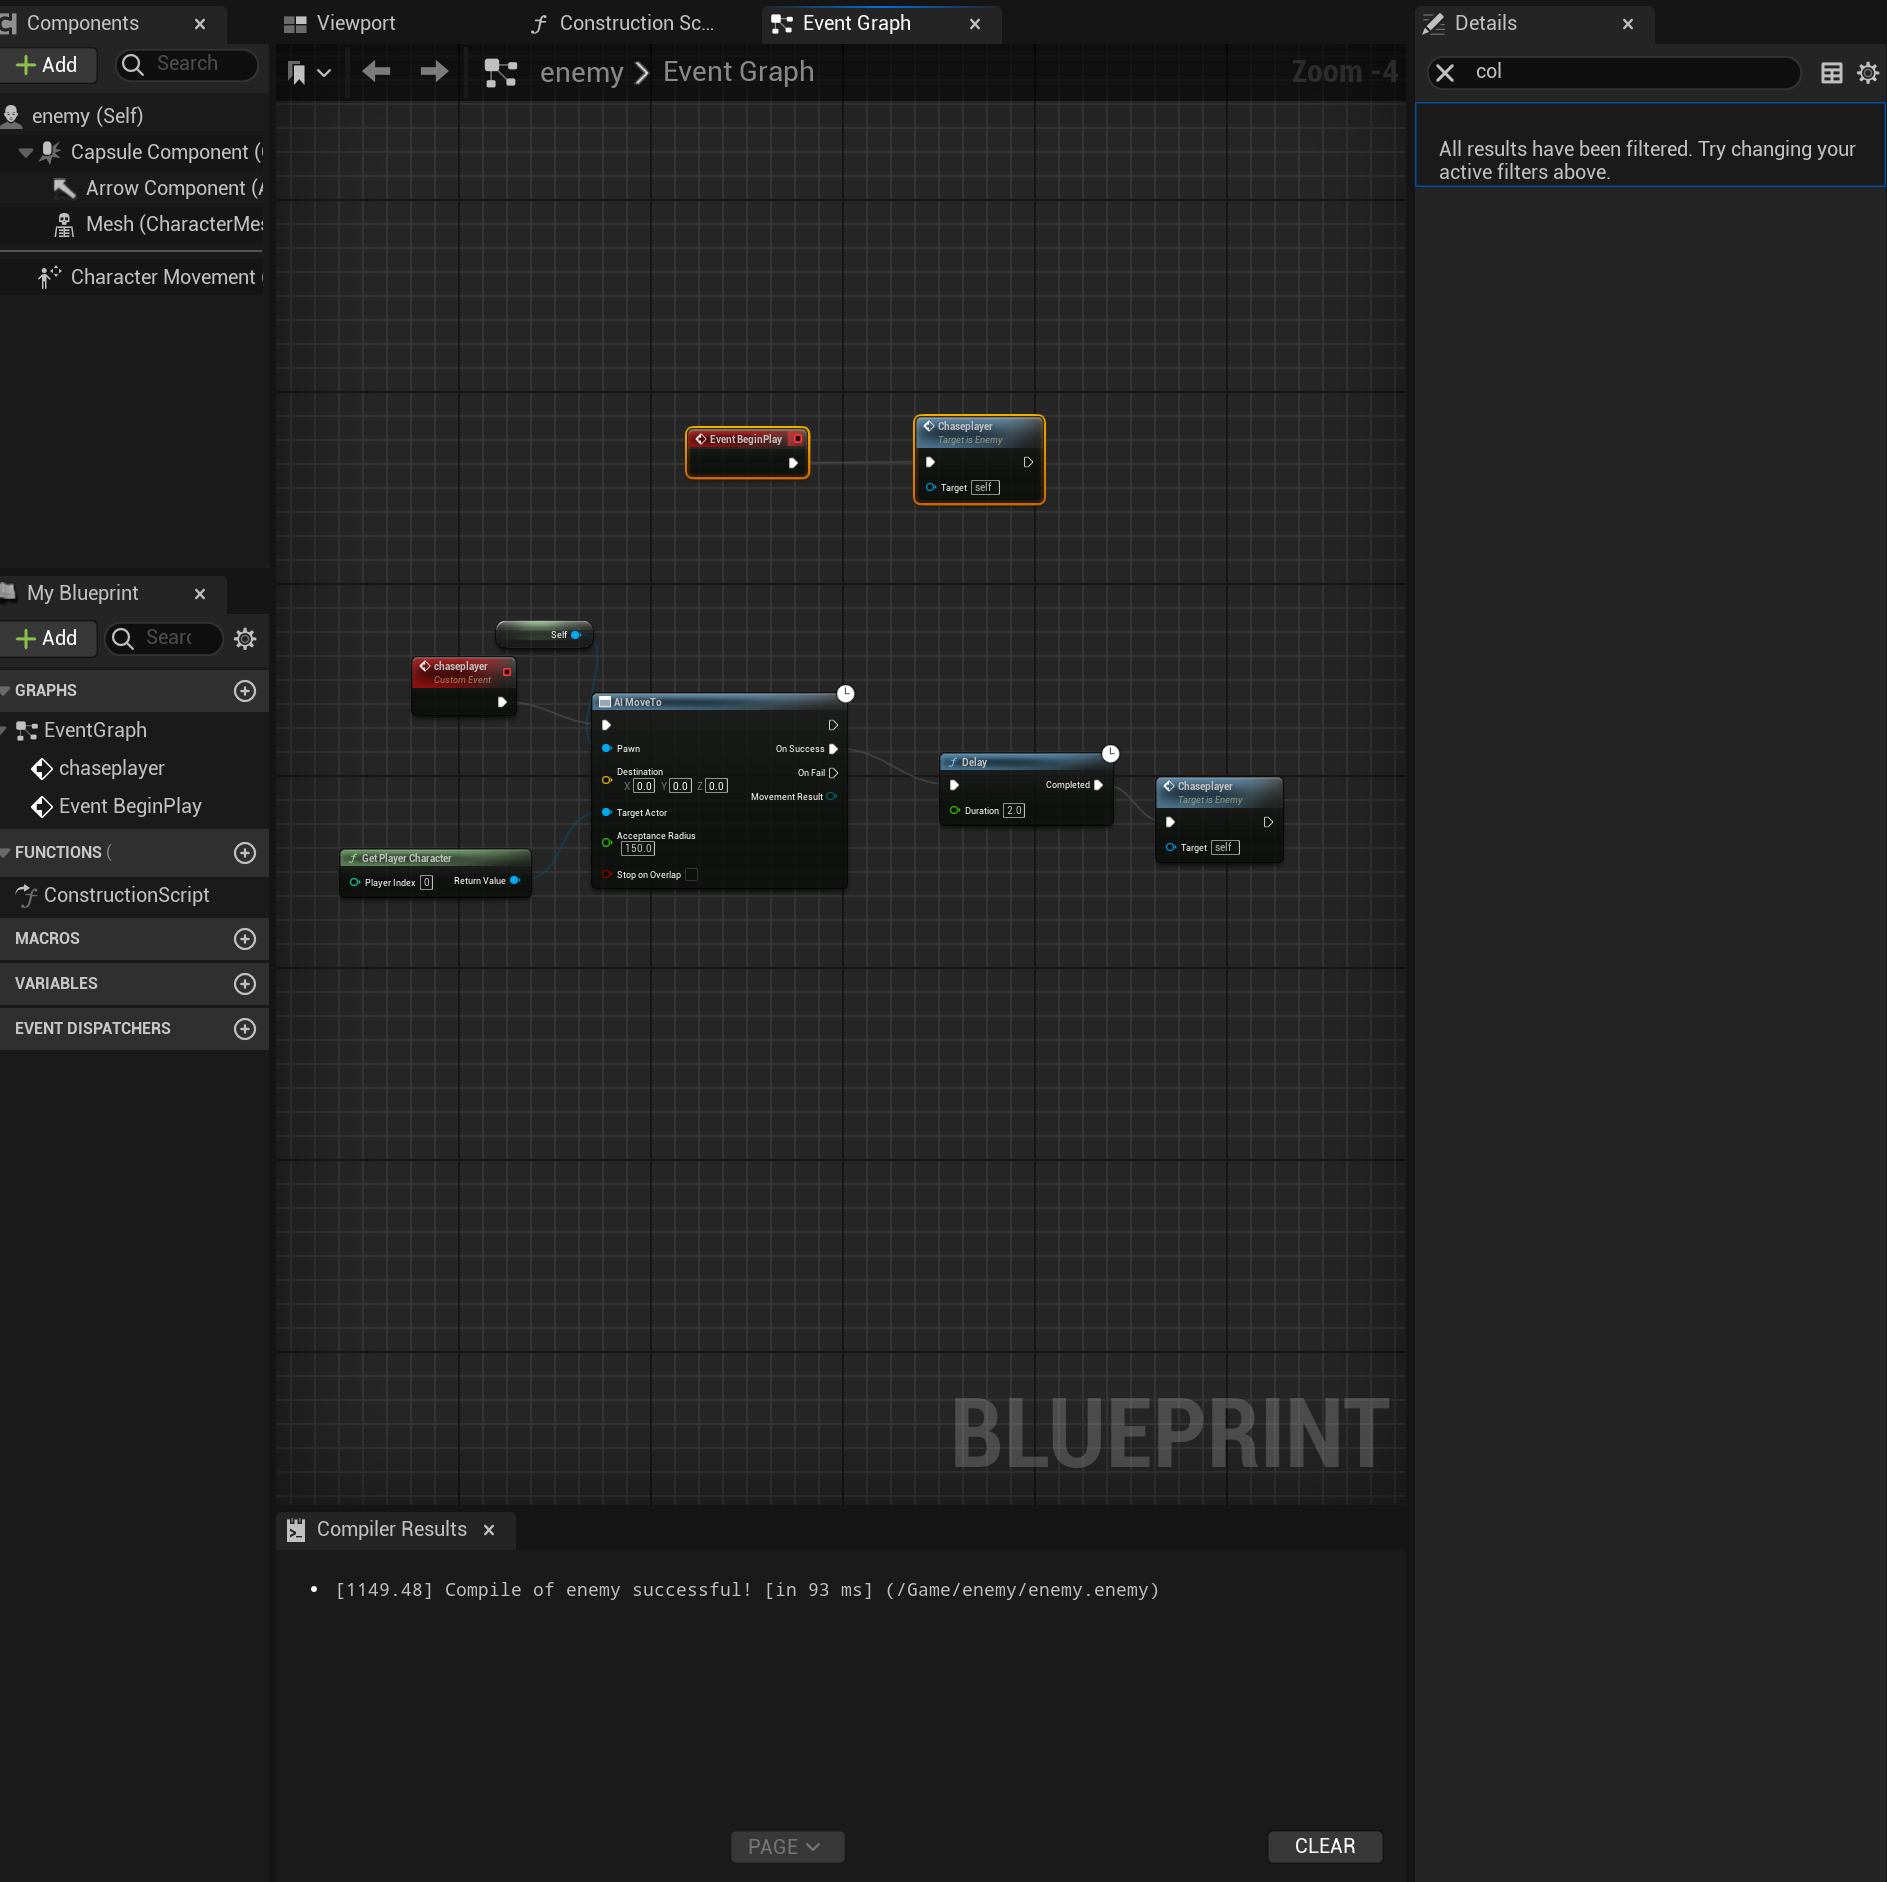 Components
Add
Search
enemy (Self)
Capsule Component (
Arrow Component (
Mesh (CharacterMes
Character Movement
My Blueprint
Add
Searc
GRAPHS
EventGraph
chaseplayer
Event BeginPlay
FUNCTIONS (
ConstructionScript
MACROS
VARIABLES
EVENT DISPATCHERS
Viewport
Construction Sc...
Event Graph
enemy > Event Graph
Zoom -4
Event BeginPlay
Chaseplayer
Target is Enemy
Target self
Self
chaseplayer
Custom Event
AI MoveTo
Pawn
On Success
Destination
On Fail
X 0.0 Y 0.0 Z 0.0
Movement Result
Target Actor
Acceptance Radius
150.0
Stop on Overlap
Get Player Character
Player Index 0
Return Value
Delay
Completed
Duration 2.0
Chaseplayer
Target is Enemy
Target self
BLUEPRINT
Compiler Results
• [1149.48] Compile of enemy successful! [in 93 ms] (/Game/enemy/enemy.enemy)
PAGE
CLEAR
Details
col
All results have been filtered. Try changing your
active filters above.